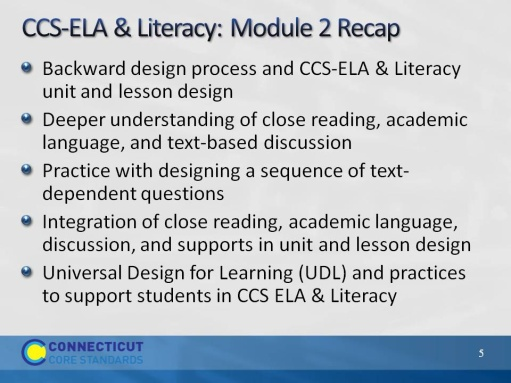 CCS-ELA & Literacy: Module 2 Recap
Backward design process and CCS-ELA & Literacy
unit and lesson design
Deeper understanding of close reading, academic
language, and text-based discussion
Practice with designing a sequence of text-
dependent questions
Integration of close reading, academic language,
discussion, and supports in unit and lesson design
Universal Design for Learning (UDL) and practices
to support students in CCS ELA & Literacy
CONNECTICUT
CORE STANDARDS
5